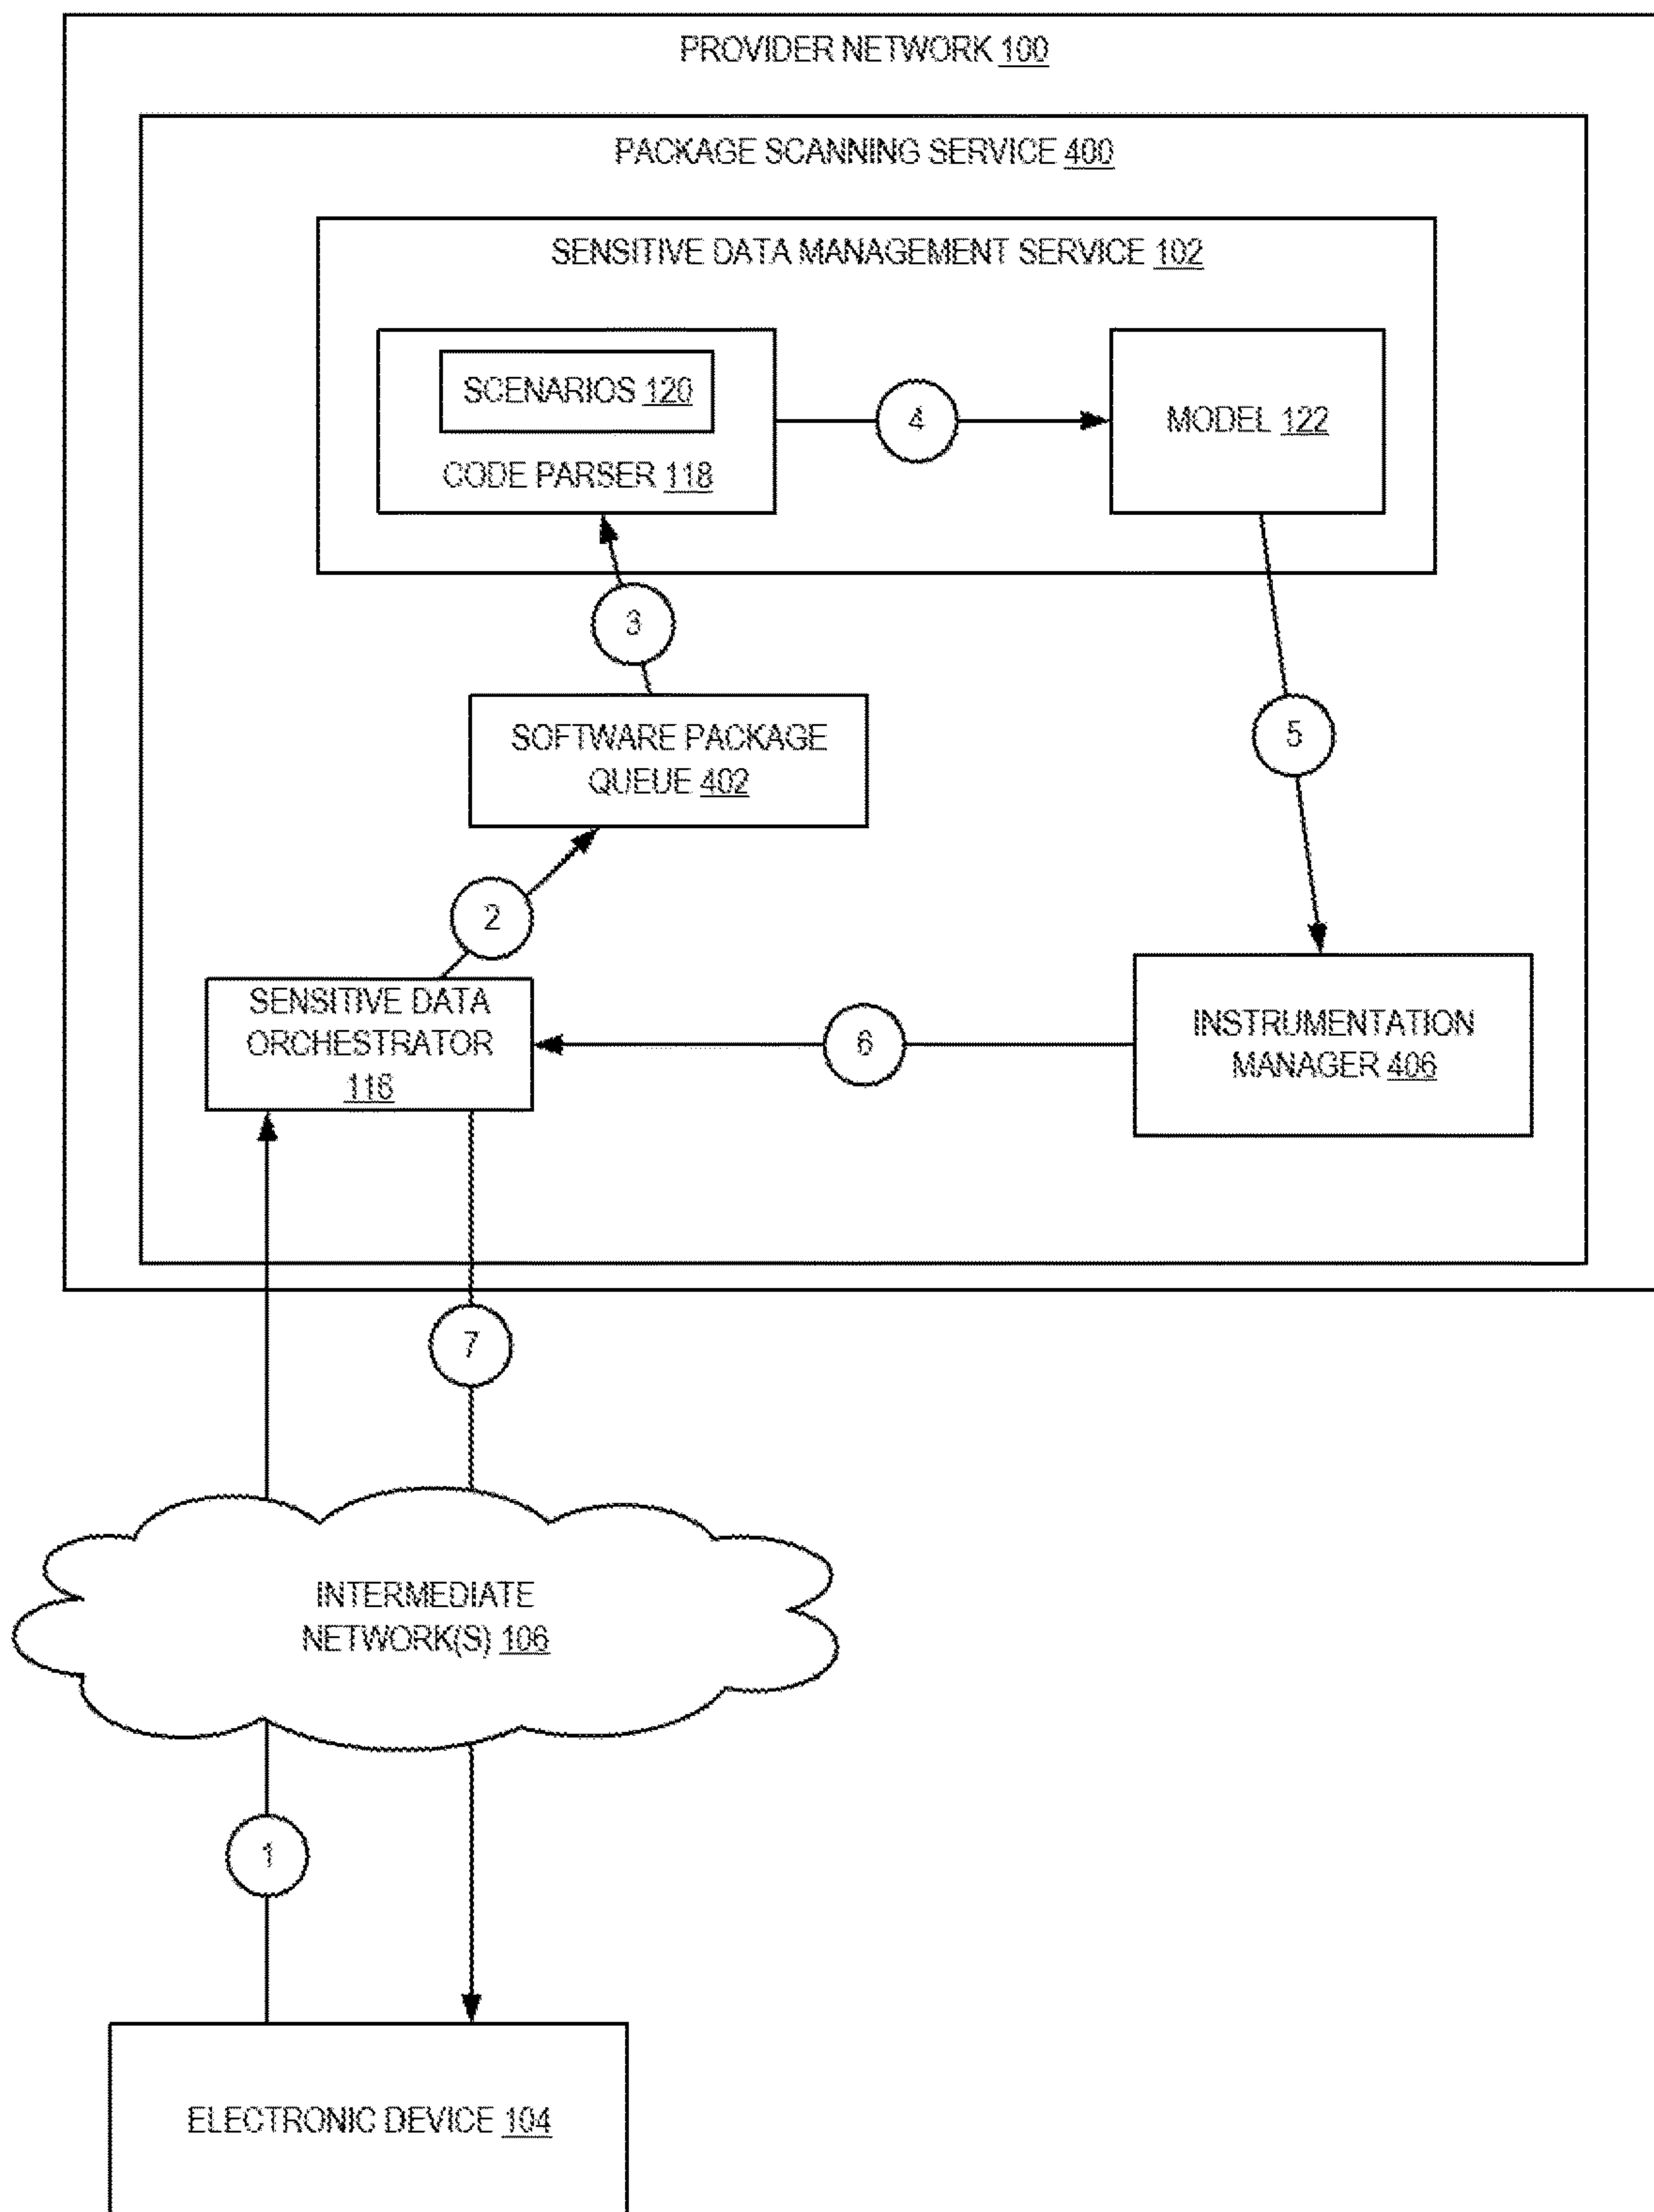 PROVIDER NETWORK 100
PACKAGE SCANNING SERVICE 400
SENSITIVE DATA MANAGEMENT SERVICE 102
SCENARIOS 120
CODE PARSER 118
4
MODEL 122
3
SOFTWARE PACKAGE
QUEUE 402
5
2
SENSITIVE DATA
ORCHESTRATOR
116
6
INSTRUMENTATION
MANAGER 406
7
INTERMEDIATE
NETWORK(S) 106
1
ELECTRONIC DEVICE 104